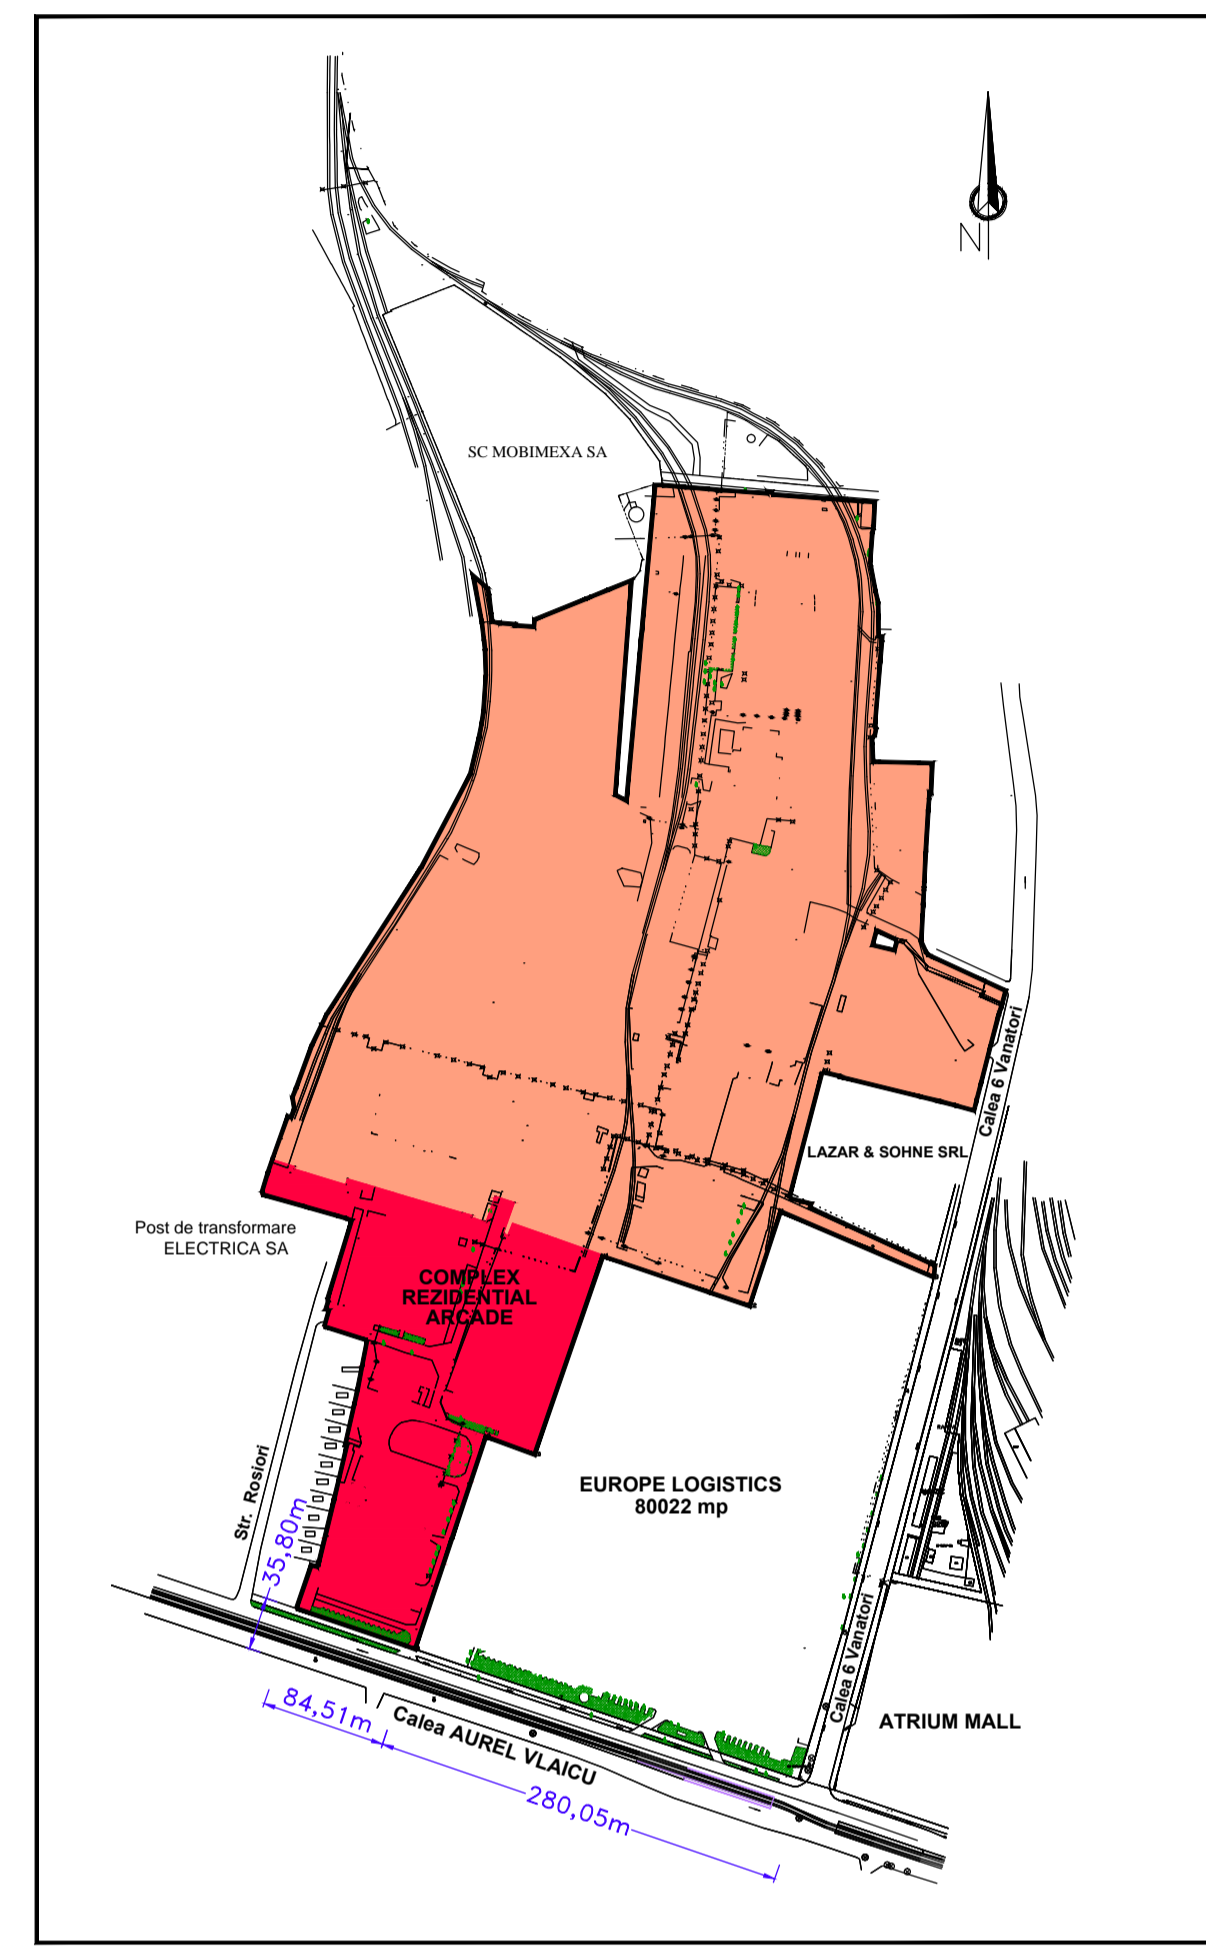 N
SC MOBIMEXA SA
Calea 6 Vanatori
LAZAR & SOHNE SRL
Post de transformare
ELECTRICA SA
COMPLEX
REZIDENTIAL
ARCADE
EUROPE LOGISTICS
80022 mp
Str. Rosiori
35,80m
Calea 6 Vanatori
ATRIUM MALL
84,51m
Calea AUREL VLAICU
280,05m